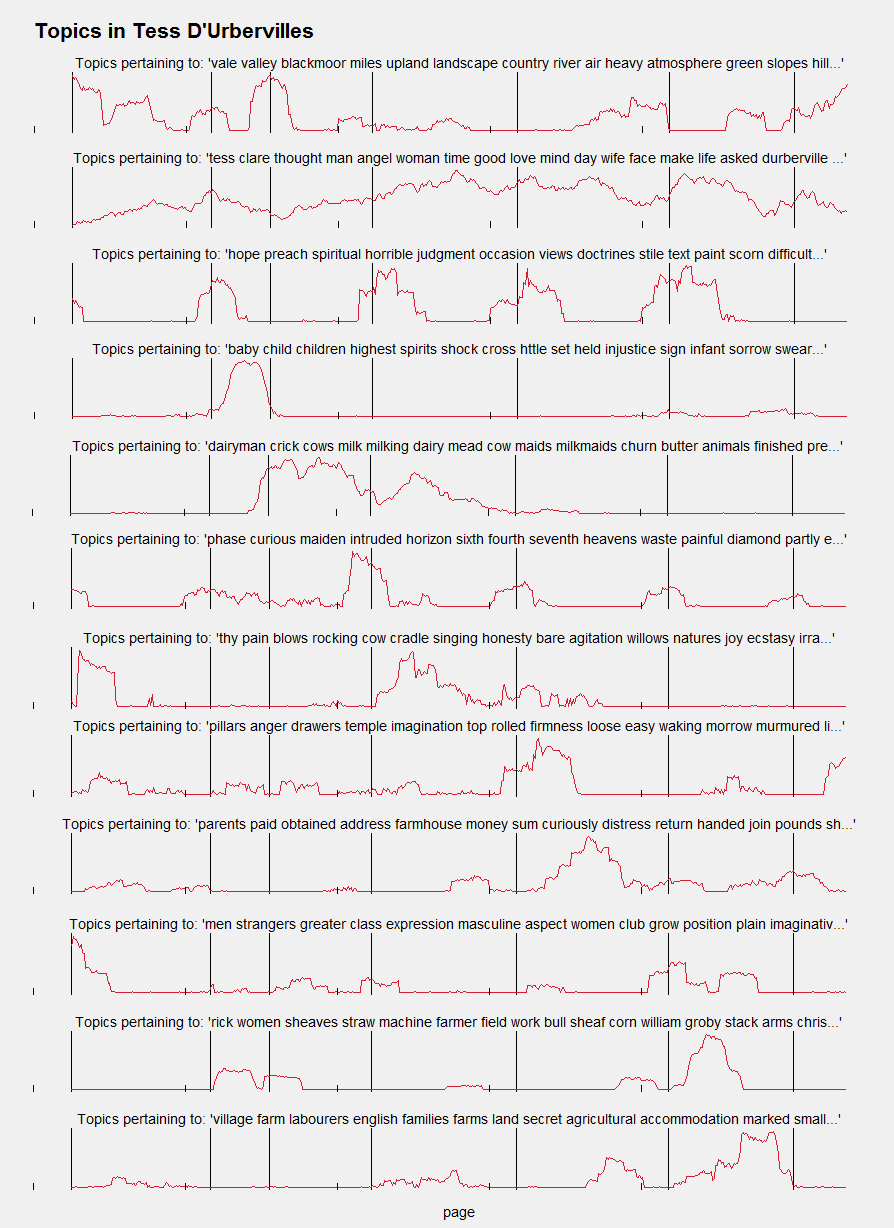 Topics in Tess D'Urbervilles
Topics pertaining to: 'vale valley blackmoor miles upland landscape country river air heavy atmosphere green slopes hill...'
Topics pertaining to: 'tess clare thought man angel woman time good love mind day wife face make life asked durberville ...'
Topics pertaining to: 'hope preach spiritual horrible judgment occasion views doctrines stile text paint scorn difficult...'
Topics pertaining to: 'baby child children highest spirits shock cross httle set held injustice sign infant sorrow swear...'
Topics pertaining to: 'dairyman crick cows milk milking dairy mead cow maids milkmaids churn butter animals finished pre...'
Topics pertaining to: 'phase curious maiden intruded horizon sixth fourth seventh heavens waste painful diamond partly e...'
Topics pertaining to: 'thy pain blows rocking cow cradle singing honesty bare agitation willows natures joy ecstasy irra...'
Topics pertaining to: 'pillars anger drawers temple imagination top rolled firmness loose easy waking morrow murmured li...'
Topics pertaining to: 'parents paid obtained address farmhouse money sum curiously distress return handed join pounds sh...'
Topics pertaining to: 'men strangers greater class expression masculine aspect women club grow position plain imaginativ...'
Topics pertaining to: 'rick women sheaves straw machine farmer field work bull sheaf corn william groby stack arms chris...'
Topics pertaining to: 'village farm labourers english families farms land secret agricultural accommodation marked small...'
page